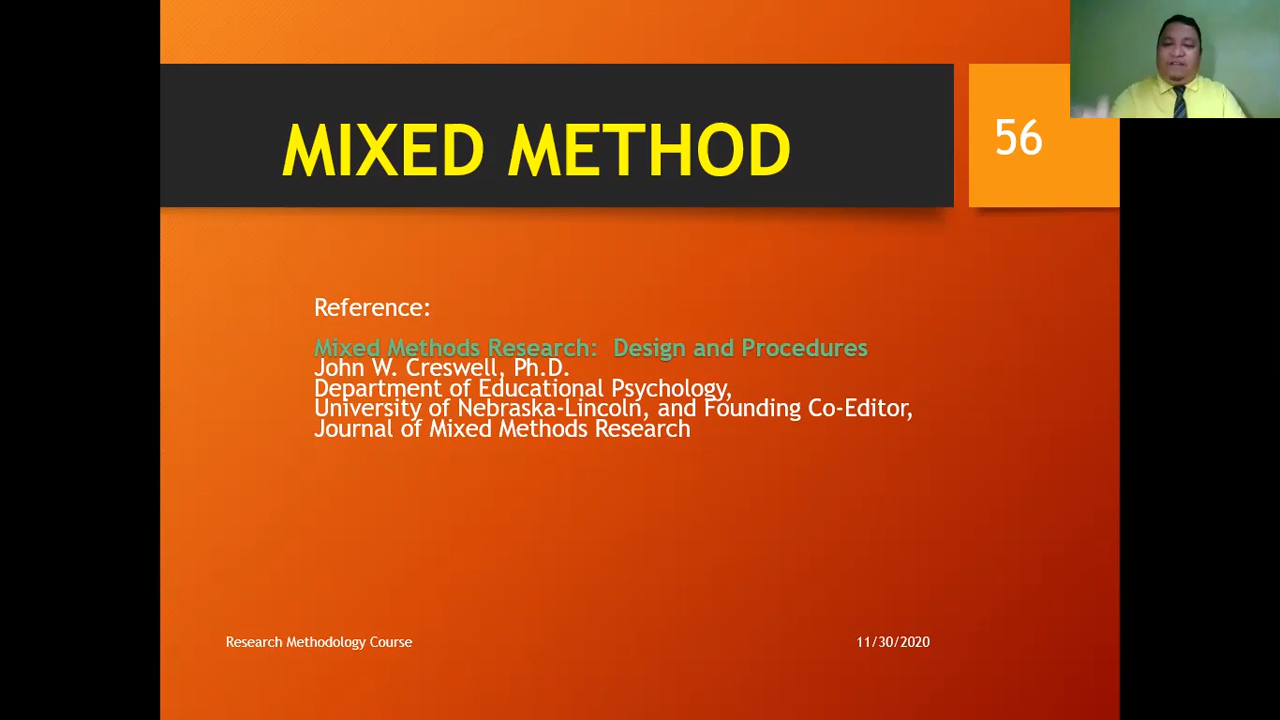 MIXED METHOD
56
Reference:
Mixed Methods Research:  Design and Procedures
John W. Creswell, Ph.D.
Department of Educational Psychology,
University of Nebraska-Lincoln, and Founding Co-Editor,
Journal of Mixed Methods Research
Research Methodology Course
11/30/2020